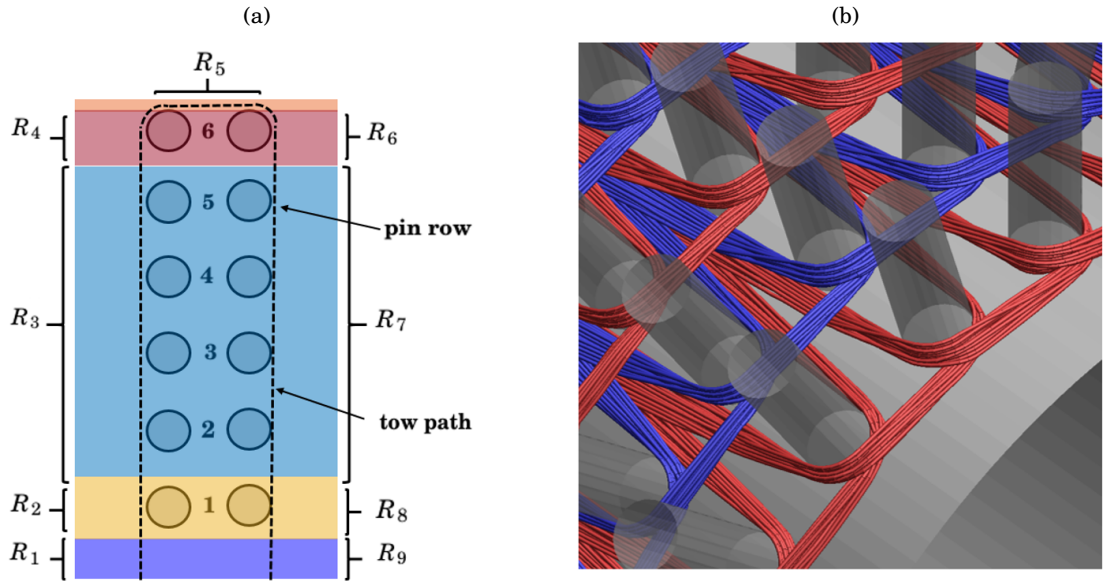 (a) (b)
R₅
R₄ 6 R₆
5
pin row
4
R₃ R₇
3
tow path
2
R₂ 1 R₈
R₁ R₉